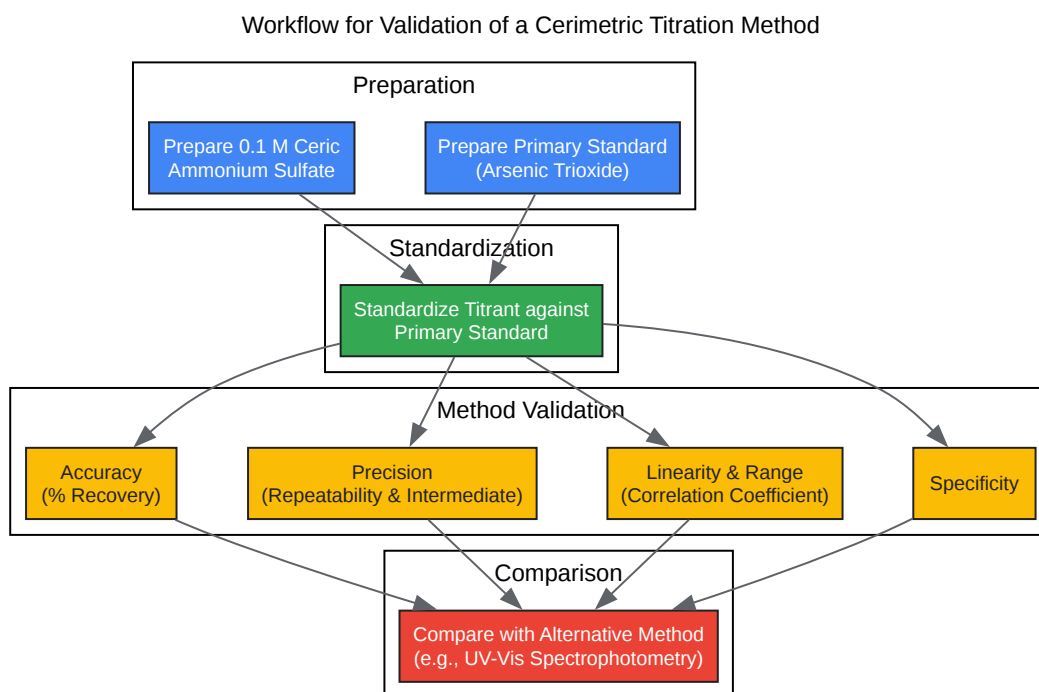 Workflow for Validation of a Cerimetric Titration Method
Preparation
Prepare 0.1 M Ceric
Ammonium Sulfate
Prepare Primary Standard
(Arsenic Trioxide)
Standardization
Standardize Titrant against
Primary Standard
Method Validation
Accuracy
(% Recovery)
Precision
(Repeatability & Intermediate)
Linearity & Range
(Correlation Coefficient)
Specificity
Comparison
Compare with Alternative Method
(e.g., UV-Vis Spectrophotometry)